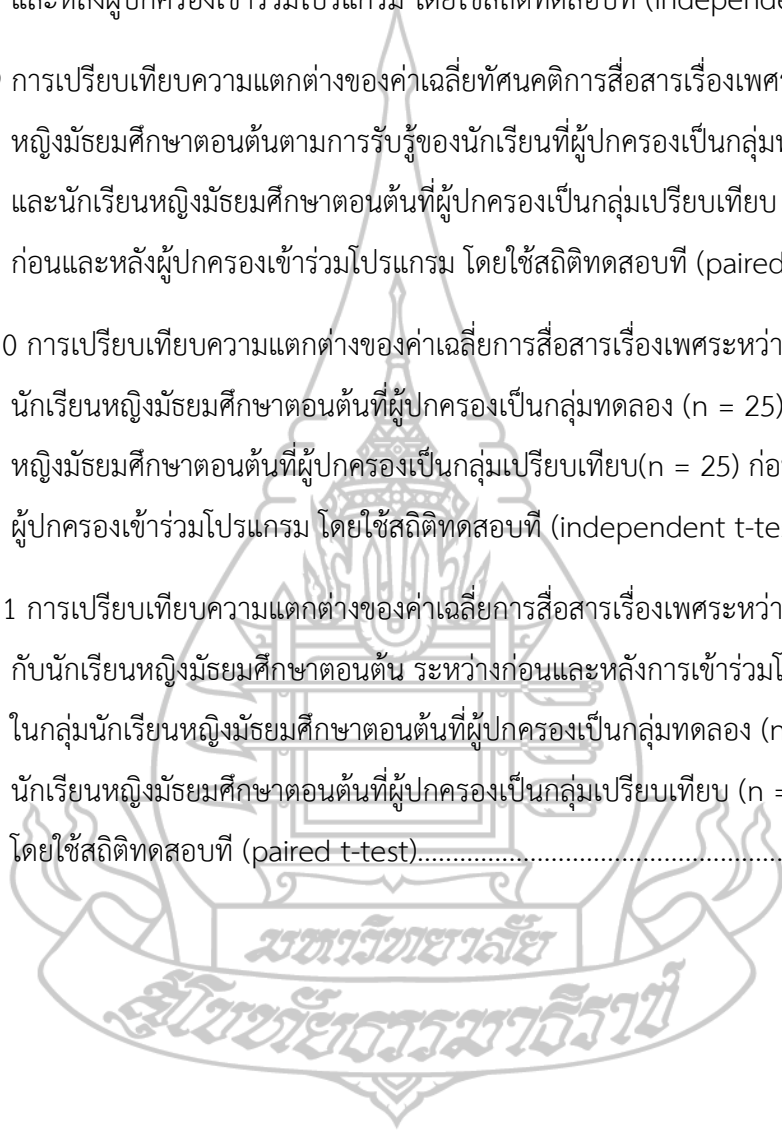 และหลังผู้ปกครองเข้าร่วมโปรแกรม โดยใช้สถิติทดสอบที
การเปรียบเทียบความแตกต่างของค่าเฉลี่ยทัศนคติการสื่อสารเรื่อง
หญิงมัธยมศึกษาตอนต้นตามการรับรู้ของนักเรียนที่ผู้ปกครองเป็นกลุ่ม
และนักเรียนหญิงมัธยมศึกษาตอนต้นที่ผู้ปกครองเป็นกลุ่มเปรียบเทียบ
ก่อนและหลังผู้ปกครองเข้าร่วมโปรแกรม โดยใช้สถิติทดสอบที (paired
0 การเปรียบเทียบความแตกต่างของค่าเฉลี่ยการสื่อสารเรื่องเพศระหว่า
นักเรียนหญิงมัธยมศึกษาตอนต้นที่ผู้ปกครองเป็นกลุ่มทดลอง (n = 25)
หญิงมัธยมศึกษาตอนต้นที่ผู้ปกครองเป็นกลุ่มเปรียบเทียบ(n = 25) ก่อ
ผู้ปกครองเข้าร่วมโปรแกรม โดยใช้สถิติทดสอบที (independent t-te
1 การเปรียบเทียบความแตกต่างของค่าเฉลี่ยการสื่อสารเรื่องเพศระหว่า
กับนักเรียนหญิงมัธยมศึกษาตอนต้น ระหว่างก่อนและหลังการเข้าร่วม
ในกลุ่มนักเรียนหญิงมัธยมศึกษาตอนต้นที่ผู้ปกครองเป็นกลุ่มทดลอง (n
นักเรียนหญิงมัธยมศึกษาตอนต้นที่ผู้ปกครองเป็นกลุ่มเปรียบเทียบ (n =
โดยใช้สถิติทดสอบที (paired t-test)
มหาวิทยาลัย
สุโขทัยธรรมาธิราช